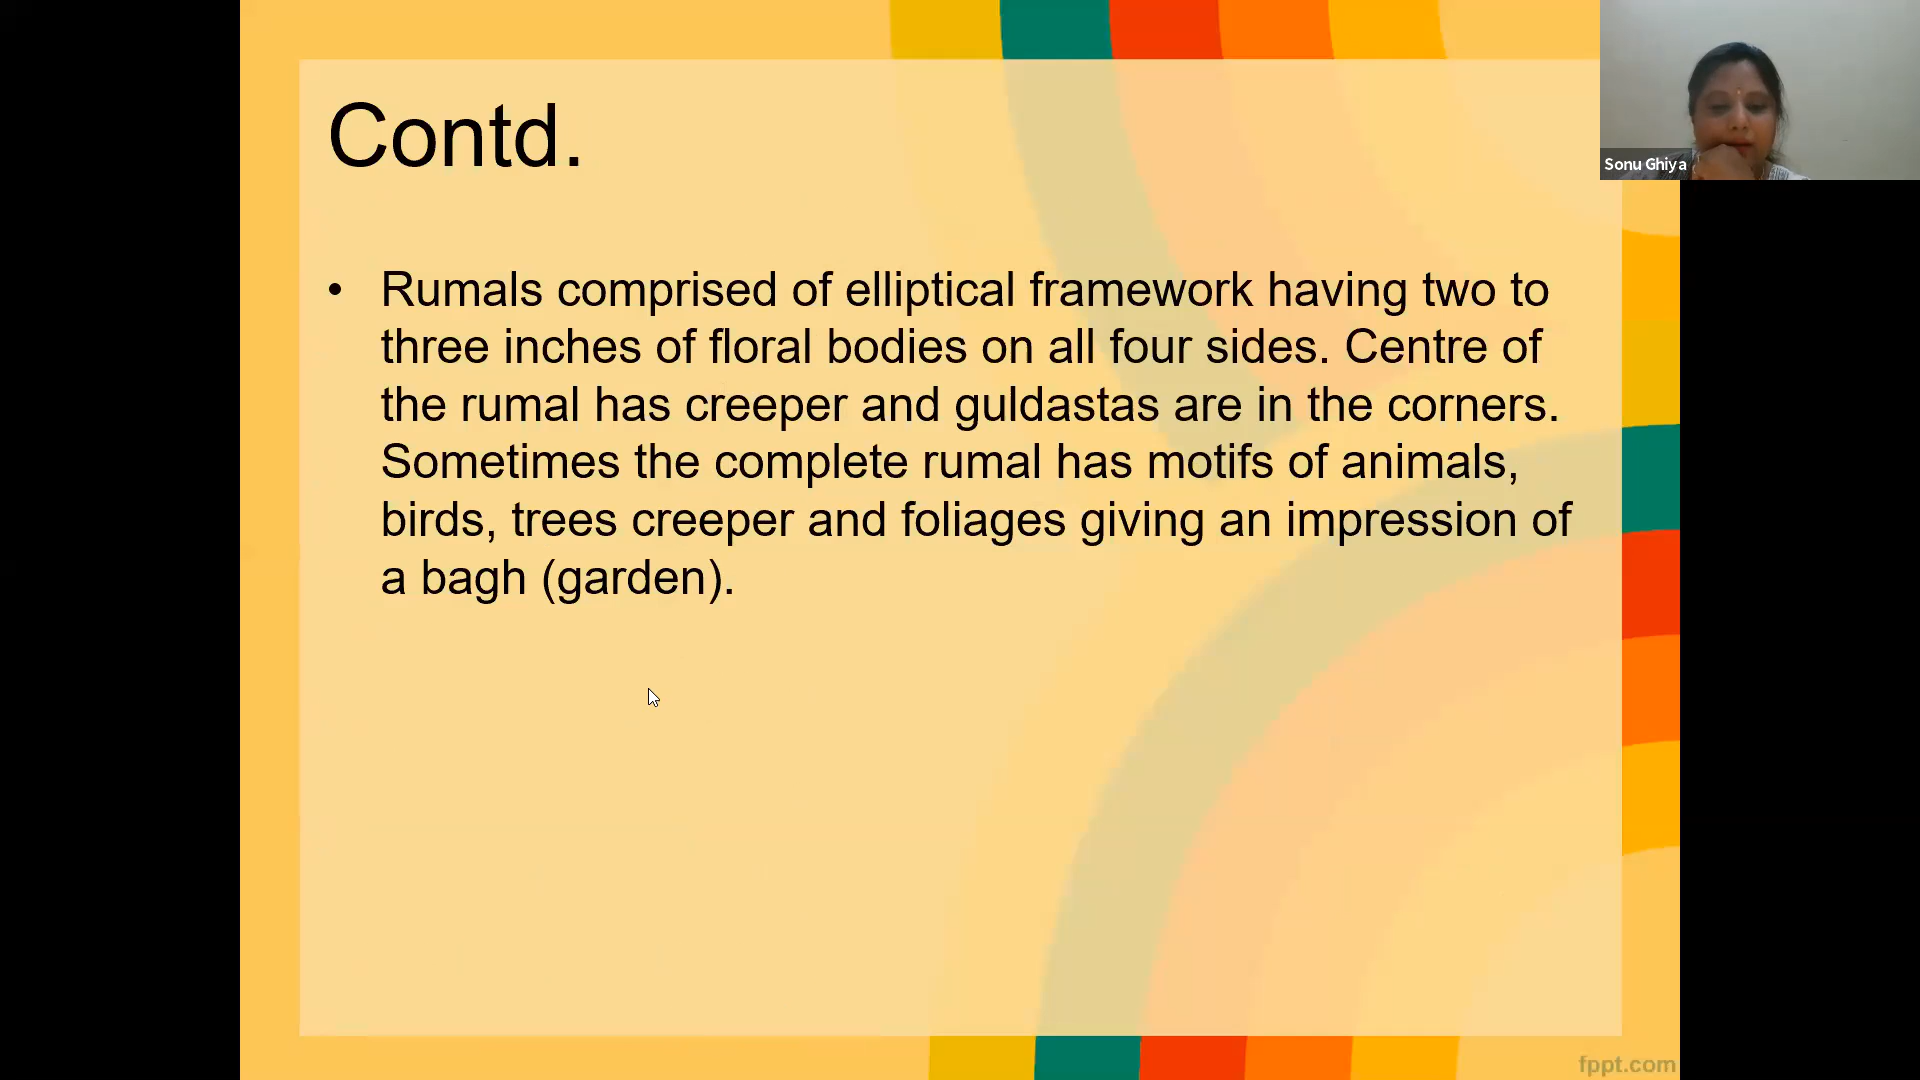 Contd.
• Rumals comprised of elliptical framework having two to
three inches of floral bodies on all four sides. Centre of
the rumal has creeper and guldastas are in the corners.
Sometimes the complete rumal has motifs of animals,
birds, trees creeper and foliages giving an impression of
a bagh (garden).
Sonu Ghiya
fppt.com